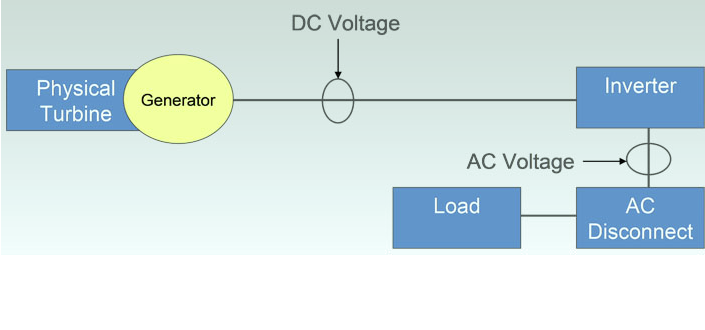 DC Voltage
Physical
Turbine
Generator
Inverter
AC Voltage
Load
AC
Disconnect